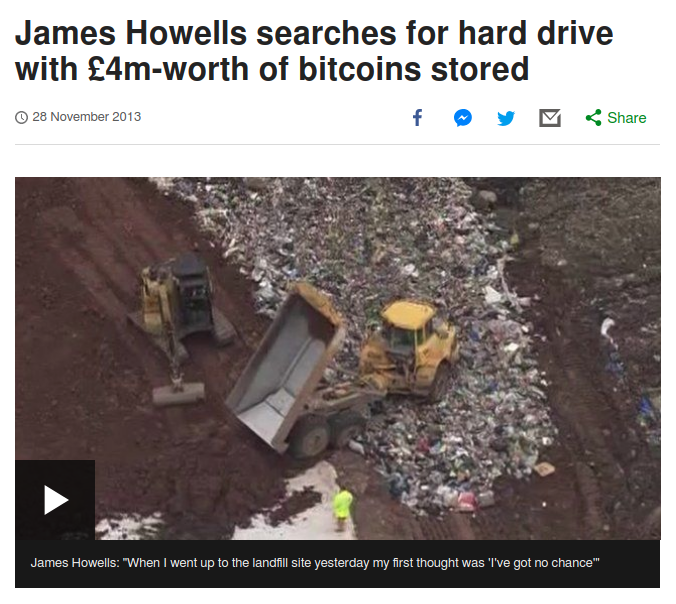 James Howells searches for hard drive
with £4m-worth of bitcoins stored
28 November 2013
Share
James Howells: "When I went up to the landfill site yesterday my first thought was 'I've got no chance'"